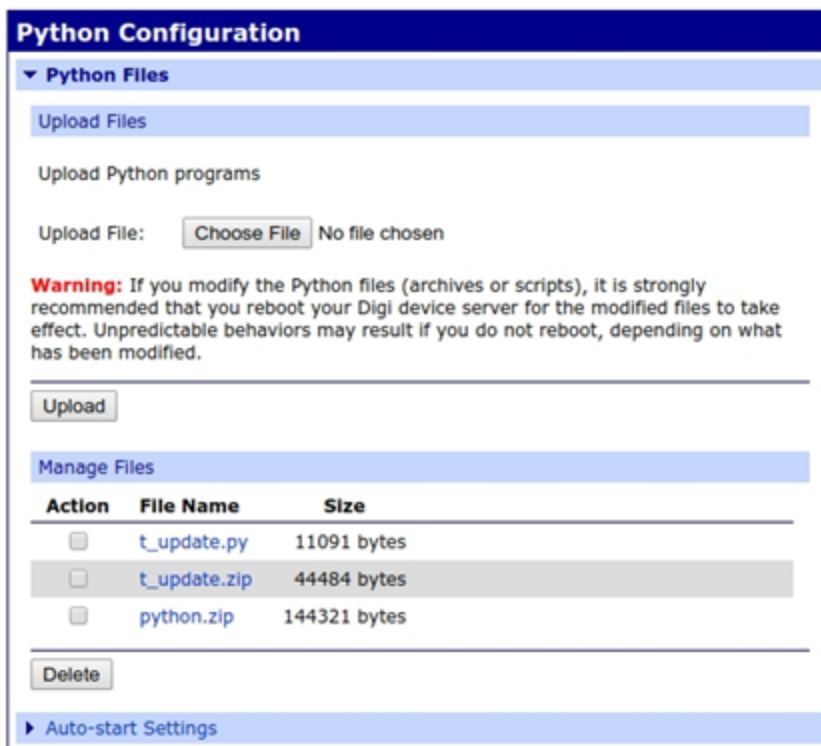 Python Configuration
Python Files
Upload Files
Upload Python programs
Upload File: Choose File No file chosen
Warning: If you modify the Python files (archives or scripts), it is strongly
recommended that you reboot your Digi device server for the modified files to take
effect. Unpredictable behaviors may result if you do not reboot, depending on what
has been modified.
Upload
Manage Files
Action File Name Size
t_update.py 11091 bytes
t_update.zip 44484 bytes
python.zip 144321 bytes
Delete
Auto-start Settings